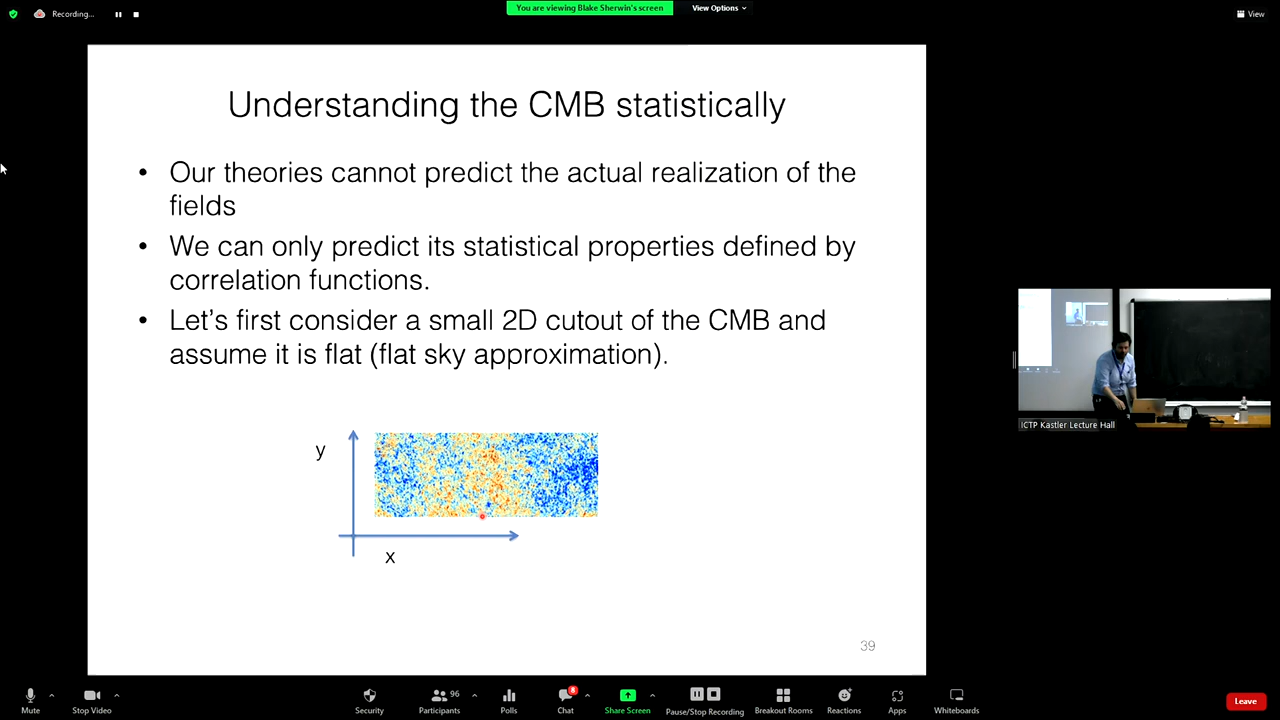 Recording...
You are viewing Blake Sherwin's screen
View Options
View
Understanding the CMB statistically
• Our theories cannot predict the actual realization of the
fields
• We can only predict its statistical properties defined by
correlation functions.
• Let's first consider a small 2D cutout of the CMB and
assume it is flat (flat sky approximation).
y
x
39
ICTP Kastler Lecture Hall
Mute
Stop Video
Security
96
Participants
Polls
8
Chat
Share Screen
Pause/Stop Recording
Breakout Rooms
Reactions
Apps
Whiteboards
Leave